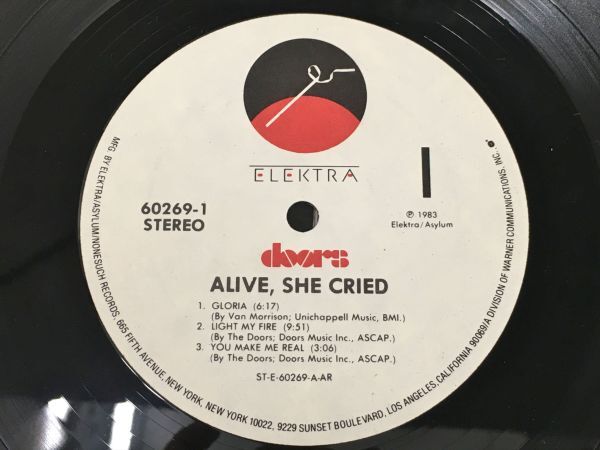 ELEKTRA
60269-1
STEREO
1
℗ 1983
Elektra/Asylum
doors
ALIVE, SHE CRIED
1. GLORIA (6:17)
(By Van Morrison; Unichappell Music, BMI.)
2. LIGHT MY FIRE (9:51)
(By The Doors; Doors Music Inc., ASCAP.)
3. YOU MAKE ME REAL (3:06)
(By The Doors; Doors Music Inc., ASCAP.)
ST-E-60269-A-AR
MFG BY ELEKTRA/ASYLUM/NONESUCH RECORDS, 665 FIFTH AVENUE, NEW YORK, NEW YORK 10022, 9229 SUNSET BOULEVARD, LOS ANGELES, CALIFORNIA 90069/A DIVISION OF WARNER COMMUNICATIONS, INC.